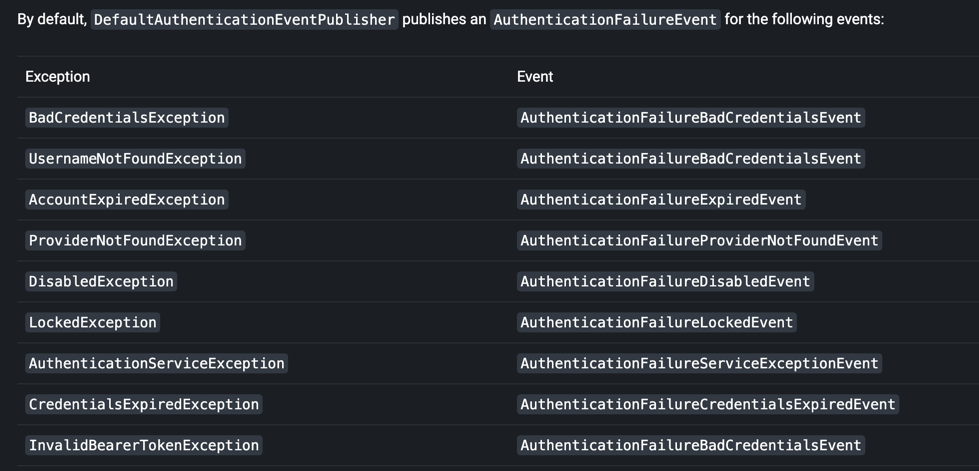 By default, DefaultAuthenticationEventPublisher publishes an AuthenticationFailureEvent for the following events:
Exception Event
BadCredentialsException AuthenticationFailureBadCredentialsEvent
UsernameNotFoundException AuthenticationFailureBadCredentialsEvent
AccountExpiredException AuthenticationFailureExpiredEvent
ProviderNotFoundException AuthenticationFailureProviderNotFoundEvent
DisabledException AuthenticationFailureDisabledEvent
LockedException AuthenticationFailureLockedEvent
AuthenticationServiceException AuthenticationFailureServiceExceptionEvent
CredentialsExpiredException AuthenticationFailureCredentialsExpiredEvent
InvalidBearerTokenException AuthenticationFailureBadCredentialsEvent